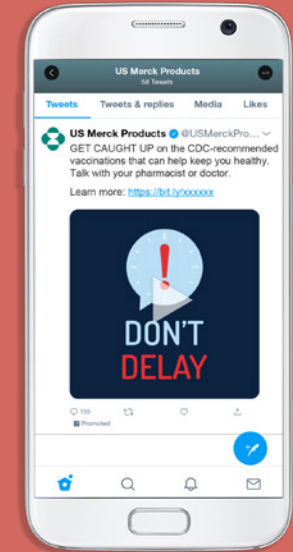 US Merck Products
58 Tweets
Tweets Tweets & replies Media Likes
US Merck Products @USMerckPro...
GET CAUGHT UP on the CDC-recommended
vaccinations that can help keep you healthy.
Talk with your pharmacist or doctor.
Learn more: https://bit.ly/xxxxxx
DON'T
DELAY
195
Promoted